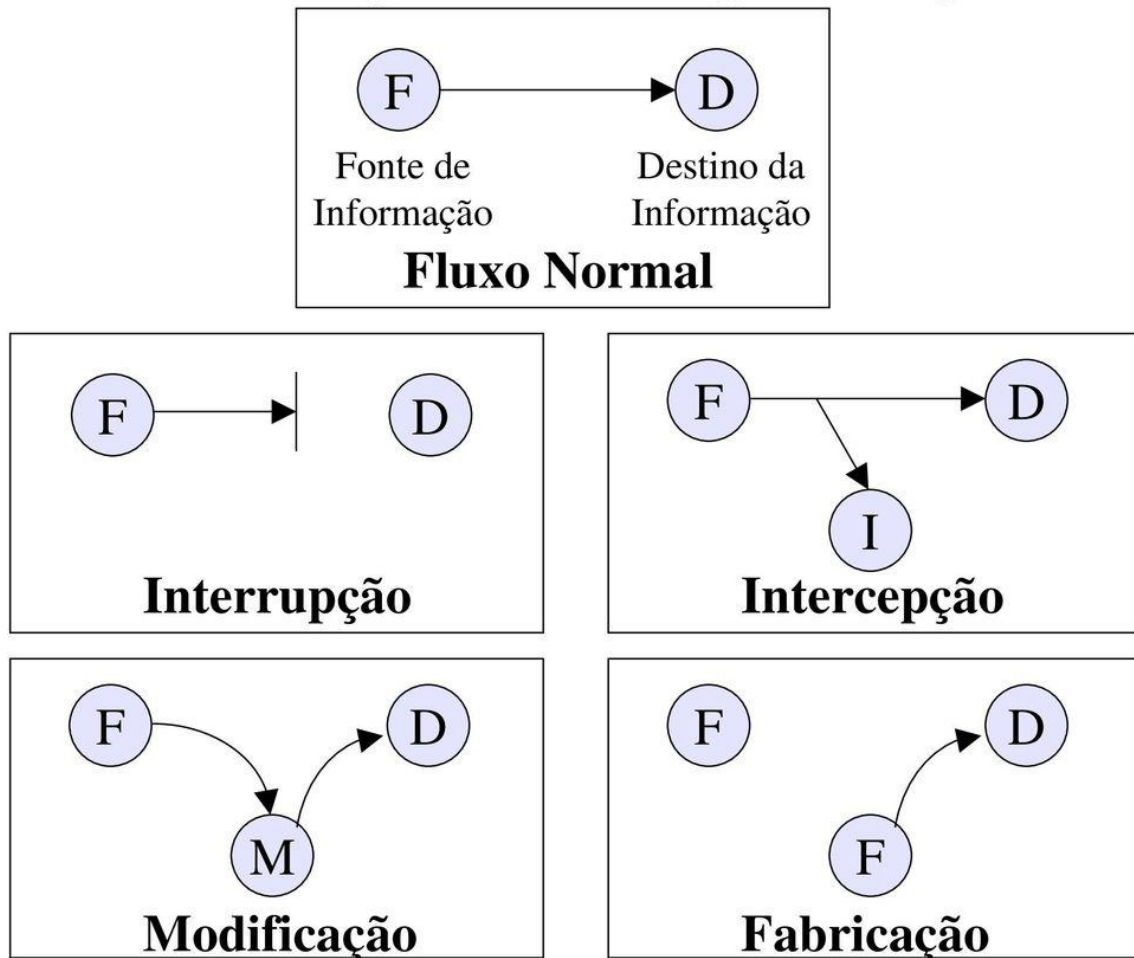 F
D
Fonte de
Informação
Destino da
Informação
Fluxo Normal
F
D
Interrupção
F
D
I
Intercepção
F
D
M
Modificação
F
D
F
Fabricação